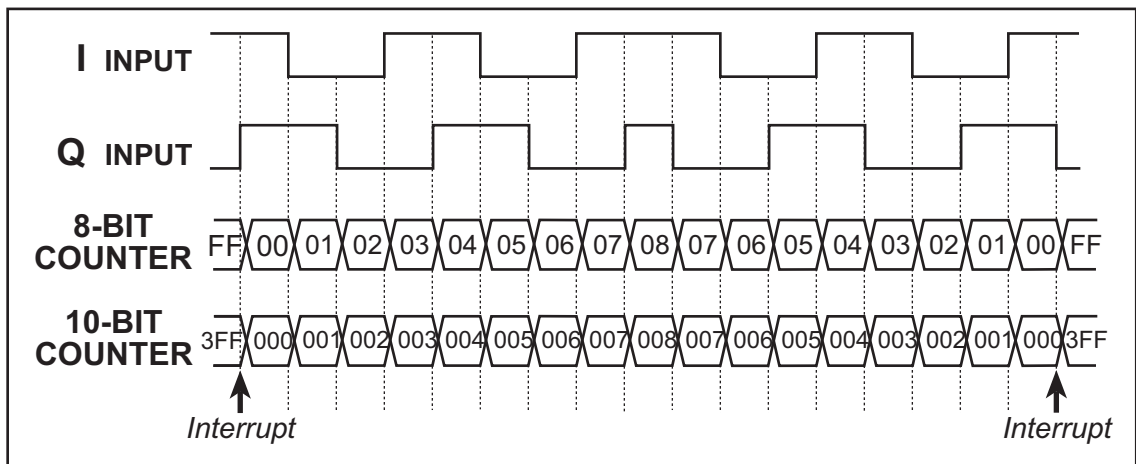 I INPUT
Q INPUT
8-BIT
COUNTER
FF 00 01 02 03 04 05 06 07 08 07 06 05 04 03 02 01 00 FF
10-BIT
COUNTER
3FF 000 001 002 003 004 005 006 007 008 007 006 005 004 003 002 001 000 3FF
Interrupt Interrupt